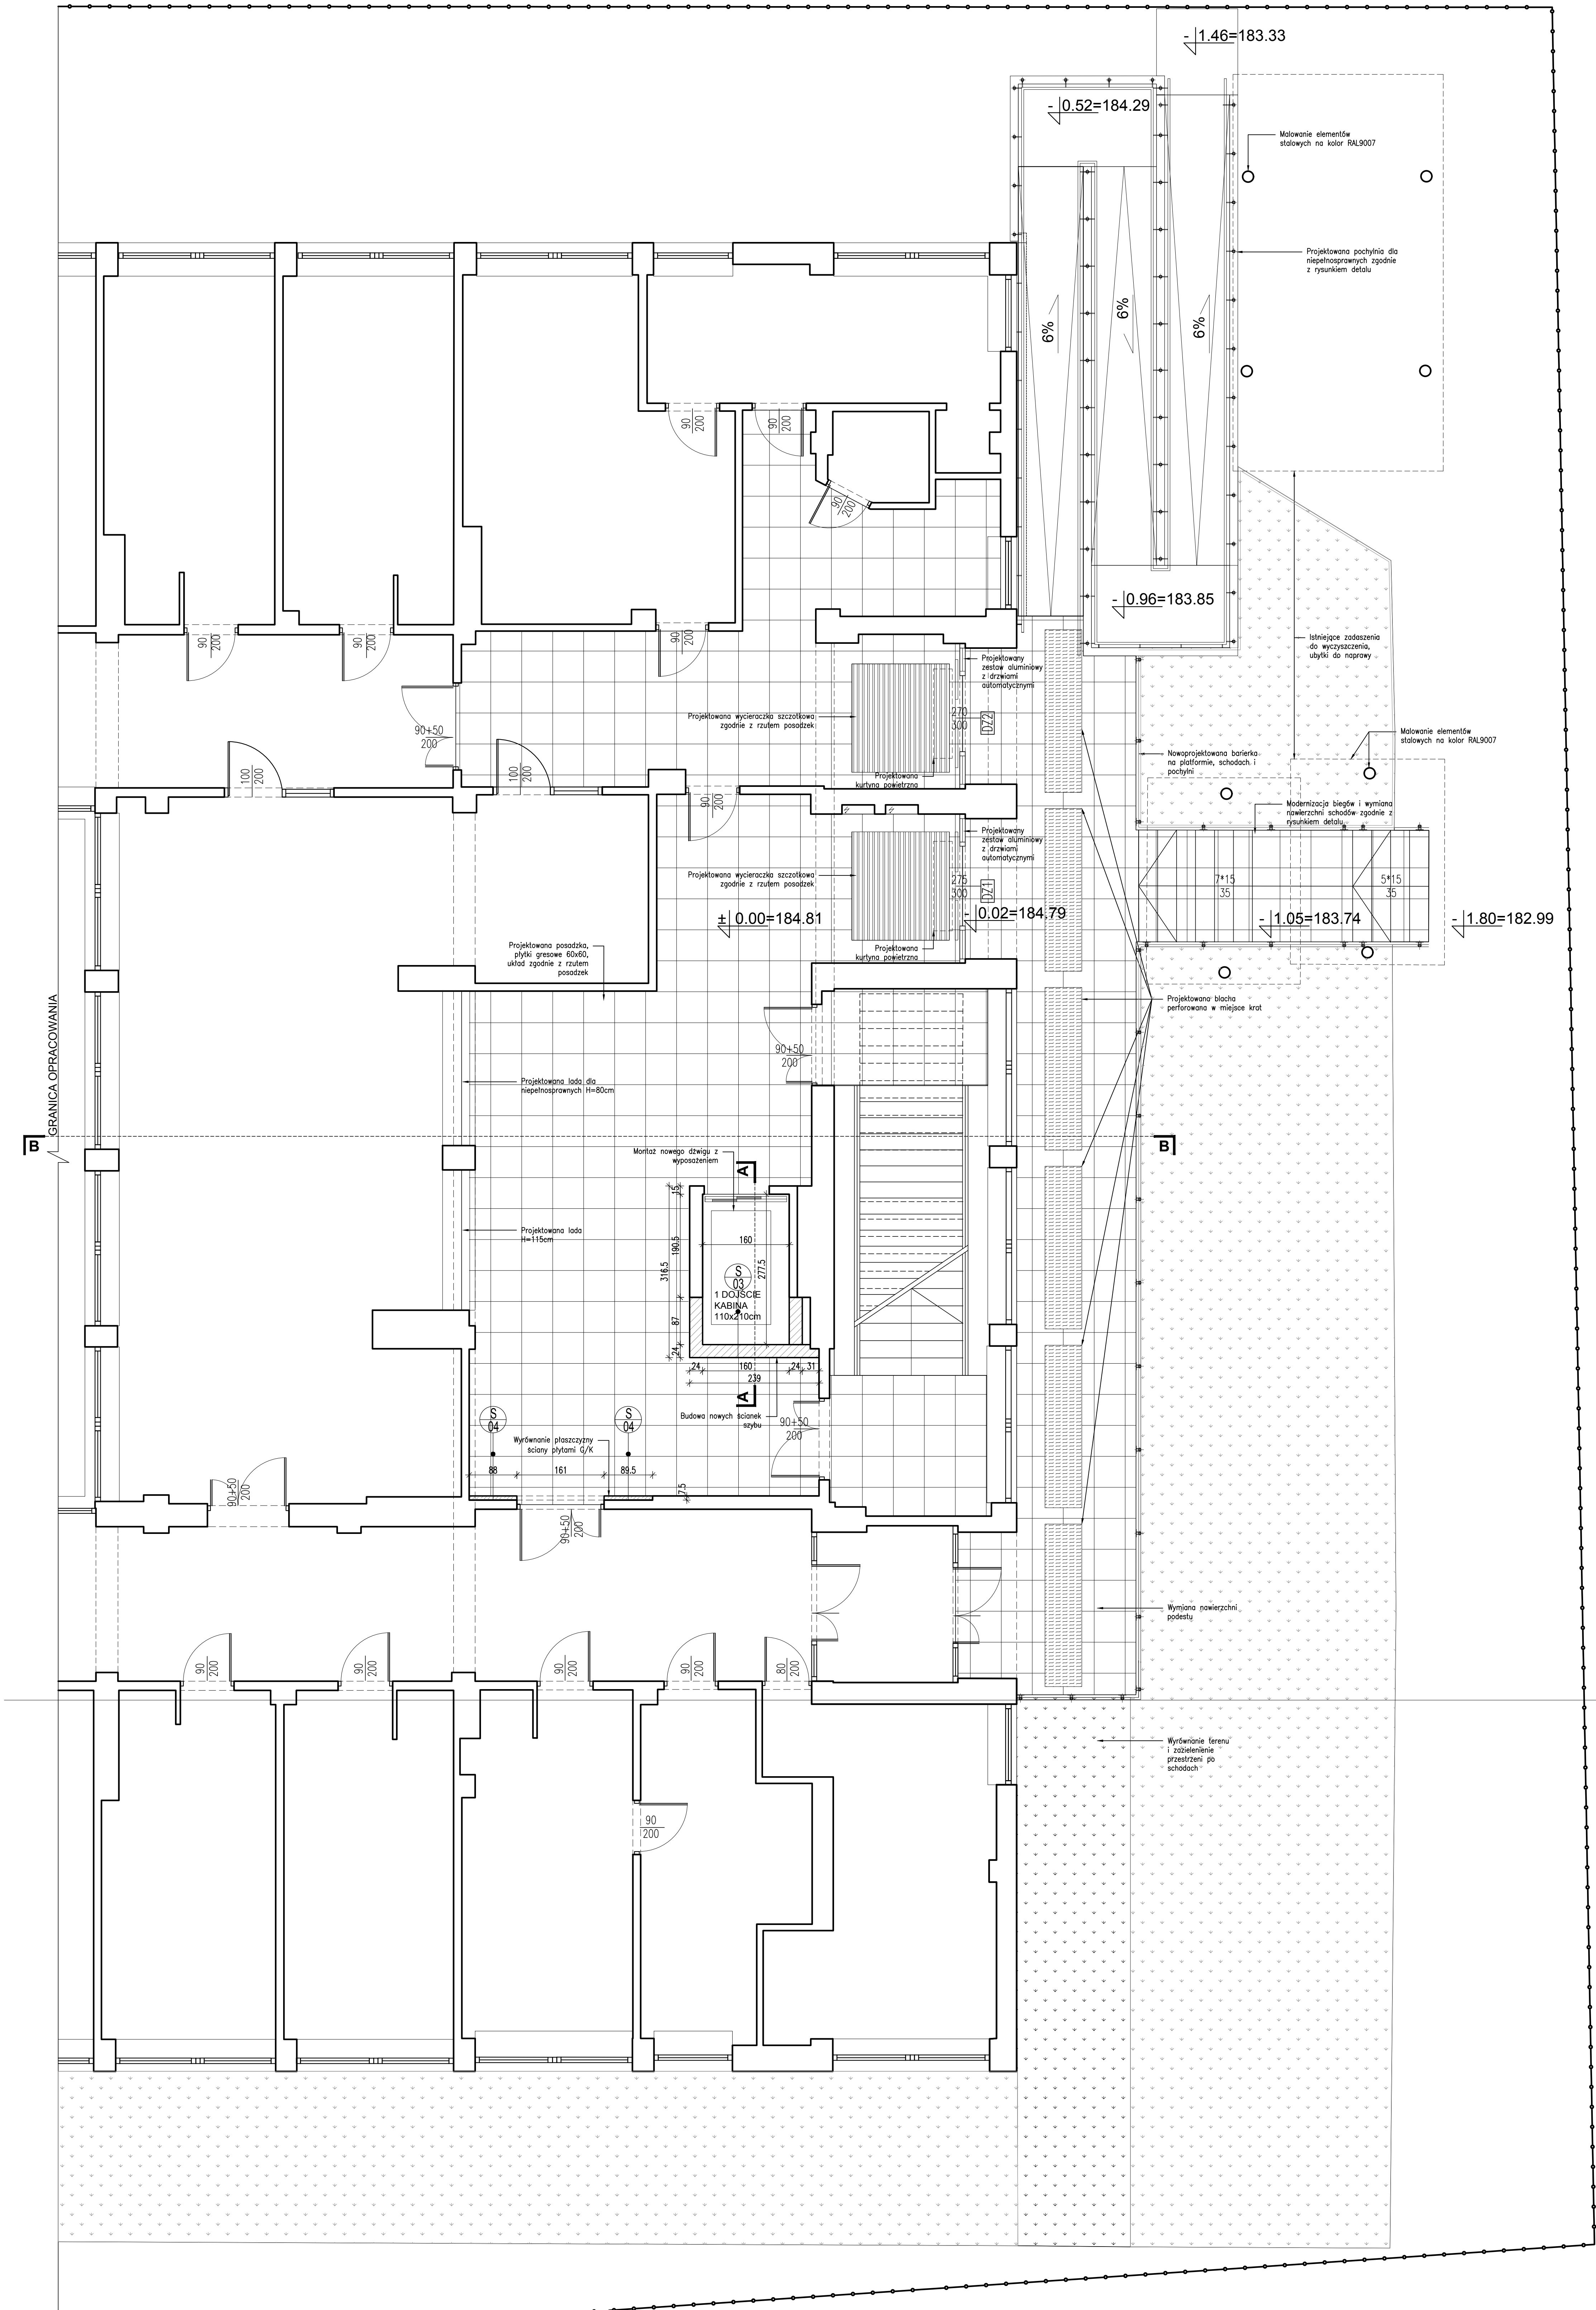 - 1.46=183.33
- 0.52=184.29
Malowanie elementów
stalowych na kolor RAL9007
Projektowana pochylnia dla
niepełnosprawnych zgodnie
z rysunkiem detalu
6%
6%
6%
90
200
90
200
90
200
- 0.96=183.85
90
200
90
200
90
200
Istniejące zadaszenia
do wyczyszczenia,
ubytki do naprawy
Projektowany
zestaw aluminiowy
z drzwiami
automatycznymi
Projektowana wycieraczka szczotkowa
zgodnie z rzutem posadzek
270
300
DZ2
90+50
200
Malowanie elementów
stalowych na kolor RAL9007
Nowoprojektowana barierka
na platformie, schodach i
pochylni
100
200
100
200
Projektowana
kurtyna powietrzna
90
200
Modernizacja biegów i wymiana
nawierzchni schodów zgodnie z
rysunkiem detalu
Projektowany
zestaw aluminiowy
z drzwiami
automatycznymi
Projektowana wycieraczka szczotkowa
zgodnie z rzutem posadzek
275
300
DZ1
7*15
35
5*15
35
± 0.00=184.81
- 0.02=184.79
- 1.05=183.74
- 1.80=182.99
Projektowana posadzka,
płytki gresowe 60x60,
układ zgodnie z rzutem
posadzek
Projektowana
kurtyna powietrzna
GRANICA OPRACOWANIA
Projektowana blacha
perforowana w miejsce krat
90+50
200
Projektowana lada dla
niepełnosprawnych H=80cm
B
B
Montaż nowego dźwigu z
wyposażeniem
A
15
190.5
316.5
87
24
160
277.5
S
03
1 DOJŚCIE
KABINA
110x210cm
Projektowana lada
H=115cm
24
160
24
31
239
A
Budowa nowych ścianek
szybu
90+50
200
S
04
S
04
Wyrównanie płaszczyzny
ściany płytami G/K
88
161
89.5
7.5
90+50
200
90+50
200
Wymiana nawierzchni
podestu
90
200
90
200
90
200
90
200
80
200
Wyrównanie terenu
i zazielenienie
przestrzeni po
schodach
90
200